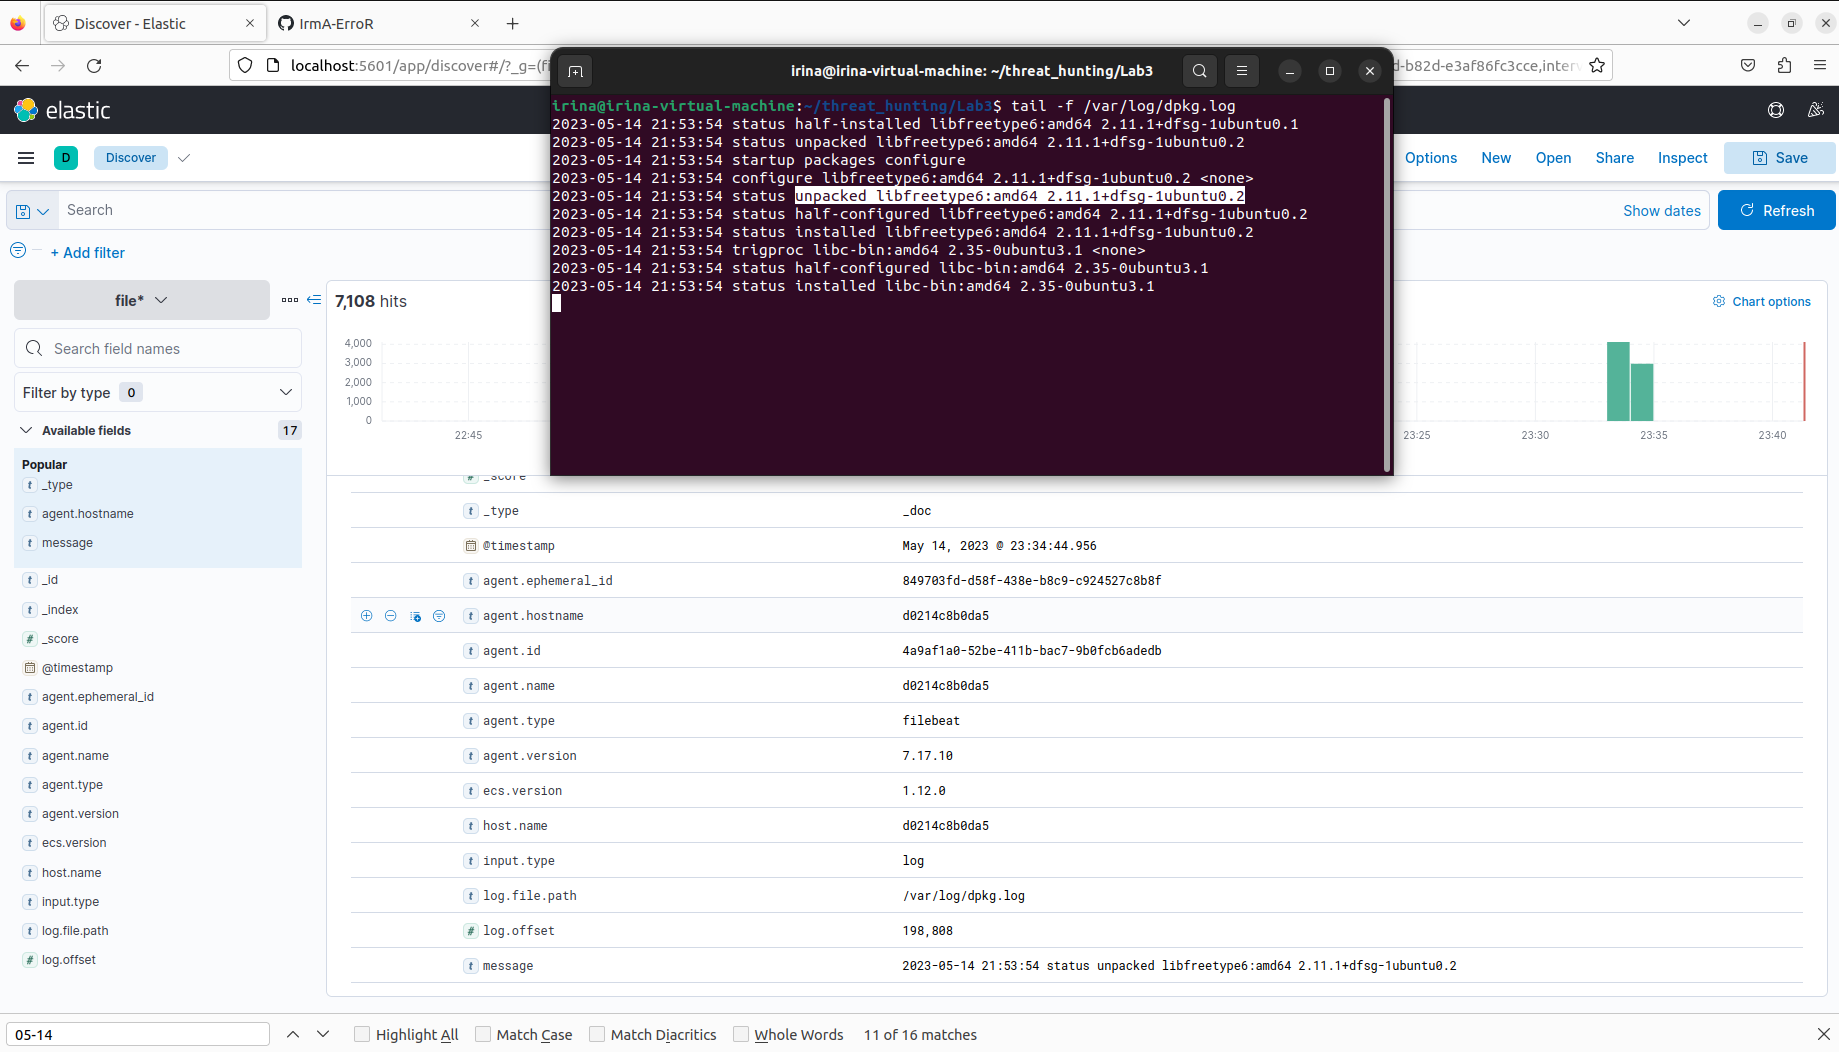 Discover - Elastic
IrmA-ErroR
localhost:5601/app/discover#/?_g=(fi
d-b82d-e3af86fc3cce,interv
irina@irina-virtual-machine: ~/threat_hunting/Lab3
elastic
D
Discover
Options
New
Open
Share
Inspect
Save
Search
Show dates
Refresh
+ Add filter
irina@irina-virtual-machine:~/threat_hunting/Lab3$ tail -f /var/log/dpkg.log
2023-05-14 21:53:54 status half-installed libfreetype6:amd64 2.11.1+dfsg-1ubuntu0.1
2023-05-14 21:53:54 status unpacked libfreetype6:amd64 2.11.1+dfsg-1ubuntu0.2
2023-05-14 21:53:54 startup packages configure
2023-05-14 21:53:54 configure libfreetype6:amd64 2.11.1+dfsg-1ubuntu0.2 <none>
2023-05-14 21:53:54 status unpacked libfreetype6:amd64 2.11.1+dfsg-1ubuntu0.2
2023-05-14 21:53:54 status half-configured libfreetype6:amd64 2.11.1+dfsg-1ubuntu0.2
2023-05-14 21:53:54 status installed libfreetype6:amd64 2.11.1+dfsg-1ubuntu0.2
2023-05-14 21:53:54 trigproc libc-bin:amd64 2.35-0ubuntu3.1 <none>
2023-05-14 21:53:54 status half-configured libc-bin:amd64 2.35-0ubuntu3.1
2023-05-14 21:53:54 status installed libc-bin:amd64 2.35-0ubuntu3.1
file*
Search field names
Filter by type 0
Available fields 17
Popular
_type
agent.hostname
message
_id
_index
_score
@timestamp
agent.ephemeral_id
agent.id
agent.name
agent.type
agent.version
ecs.version
host.name
input.type
log.file.path
log.offset
7,108 hits
Chart options
4,000
3,000
2,000
1,000
0
22:45
23:25
23:30
23:35
23:40
_score
_type _doc
@timestamp May 14, 2023 @ 23:34:44.956
agent.ephemeral_id 849703fd-d58f-438e-b8c9-c924527c8b8f
agent.hostname d0214c8b0da5
agent.id 4a9af1a0-52be-411b-bac7-9b0fcb6adedb
agent.name d0214c8b0da5
agent.type filebeat
agent.version 7.17.10
ecs.version 1.12.0
host.name d0214c8b0da5
input.type log
log.file.path /var/log/dpkg.log
log.offset 198,808
message 2023-05-14 21:53:54 status unpacked libfreetype6:amd64 2.11.1+dfsg-1ubuntu0.2
05-14
Highlight All
Match Case
Match Diacritics
Whole Words
11 of 16 matches